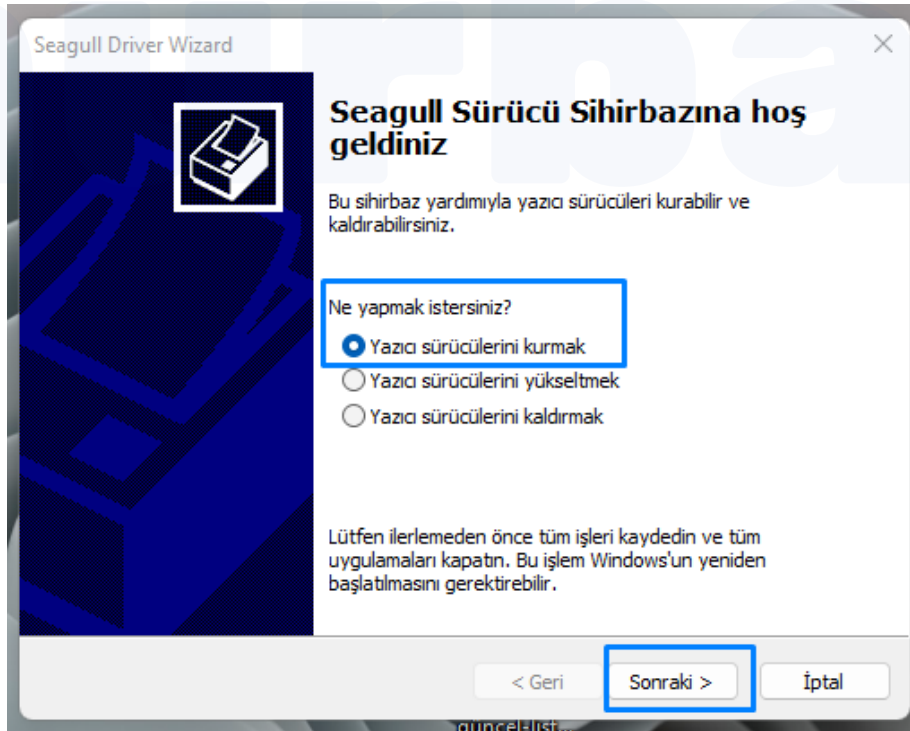 Seagull Driver Wizard
Seagull Sürücü Sihirbazına hoş
geldiniz
Bu sihirbaz yardımıyla yazıcı sürücüleri kurabilir ve
kaldırabilirsiniz.
Ne yapmak istersiniz?
Yazıcı sürücülerini kurmak
Yazıcı sürücülerini yükseltmek
Yazıcı sürücülerini kaldırmak
Lütfen ilerlemeden önce tüm işleri kaydedin ve tüm
uygulamaları kapatın. Bu işlem Windows'un yeniden
başlatılmasını gerektirebilir.
< Geri
Sonraki >
İptal
güncel-list...